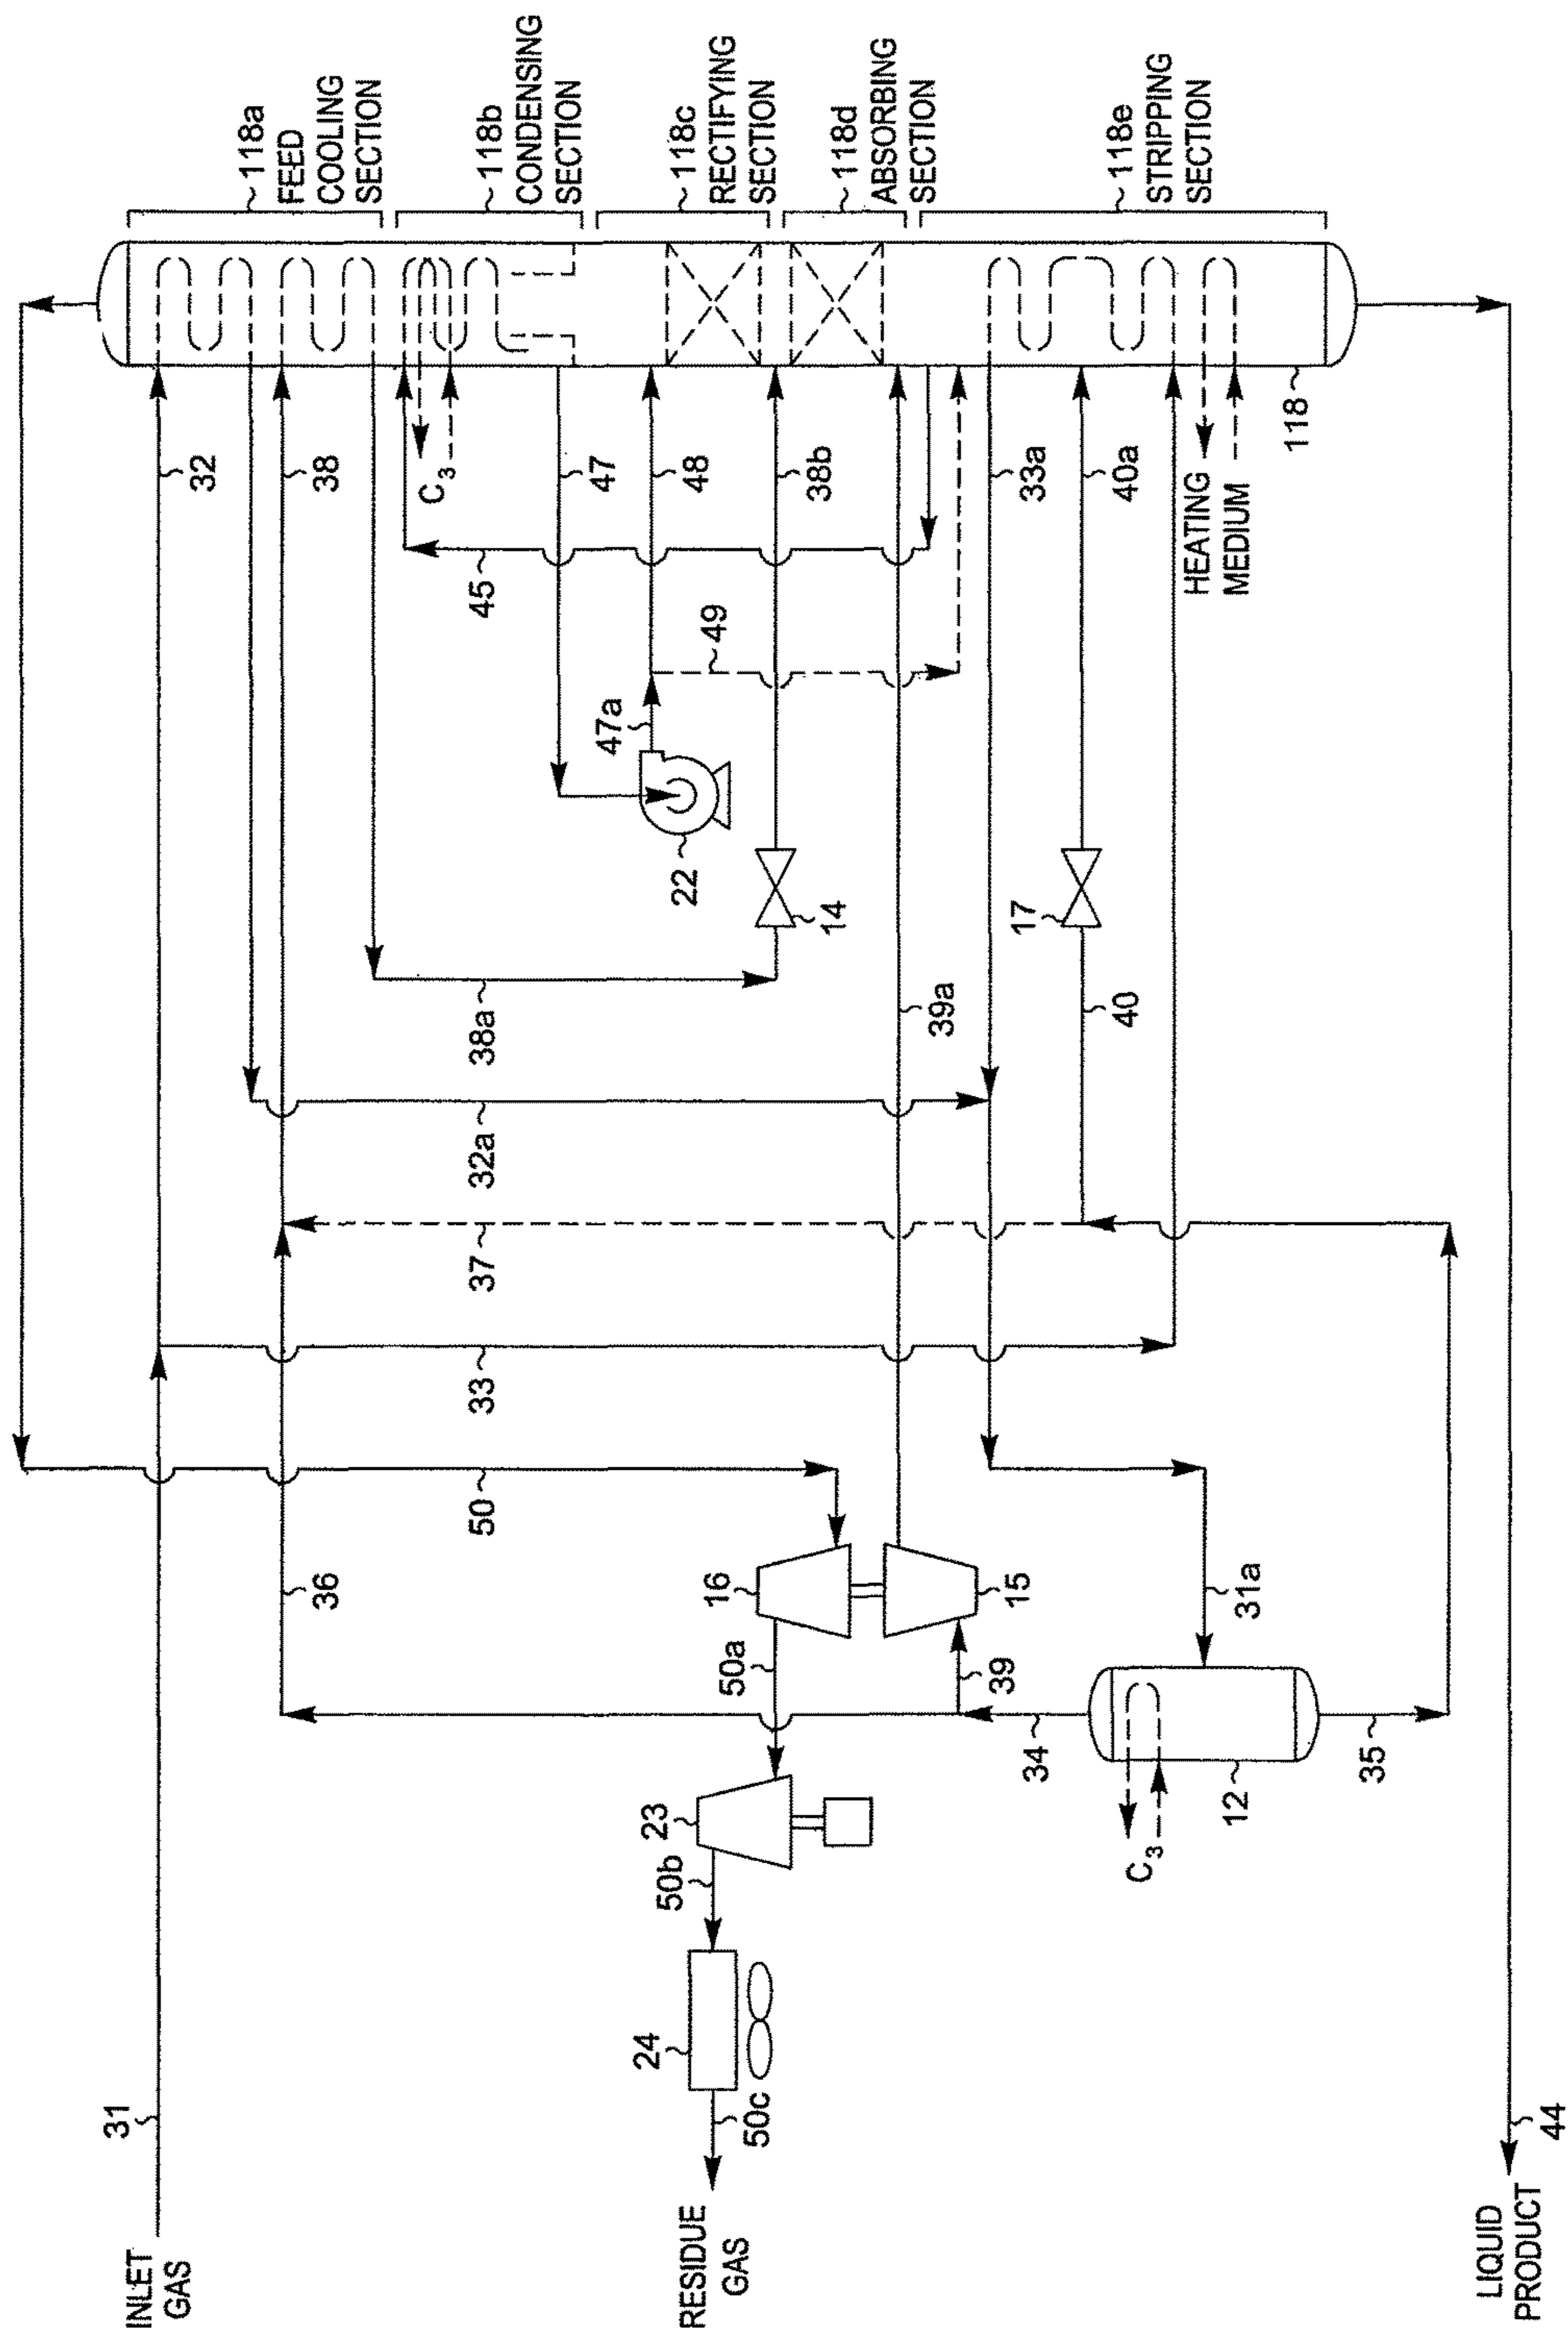 INLET
GAS
31
32
33
38
32a
38a
36
37
50
45
C3
47
47a
48
49
38b
22
14
39a
33a
17
40
40a
HEATING
MEDIUM
118
118a
FEED
COOLING
SECTION
118b
CONDENSING
SECTION
118c
RECTIFYING
SECTION
118d
ABSORBING
SECTION
118e
STRIPPING
SECTION
16
15
50a
39
34
31a
12
35
C3
23
50b
24
50c
RESIDUE
GAS
44
LIQUID
PRODUCT